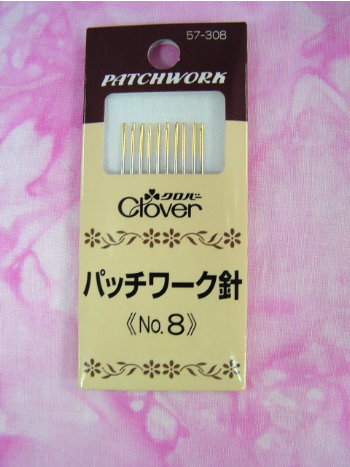 57-308
PATCHWORK
クロバー
Clover
パッチワーク針
《No.8》